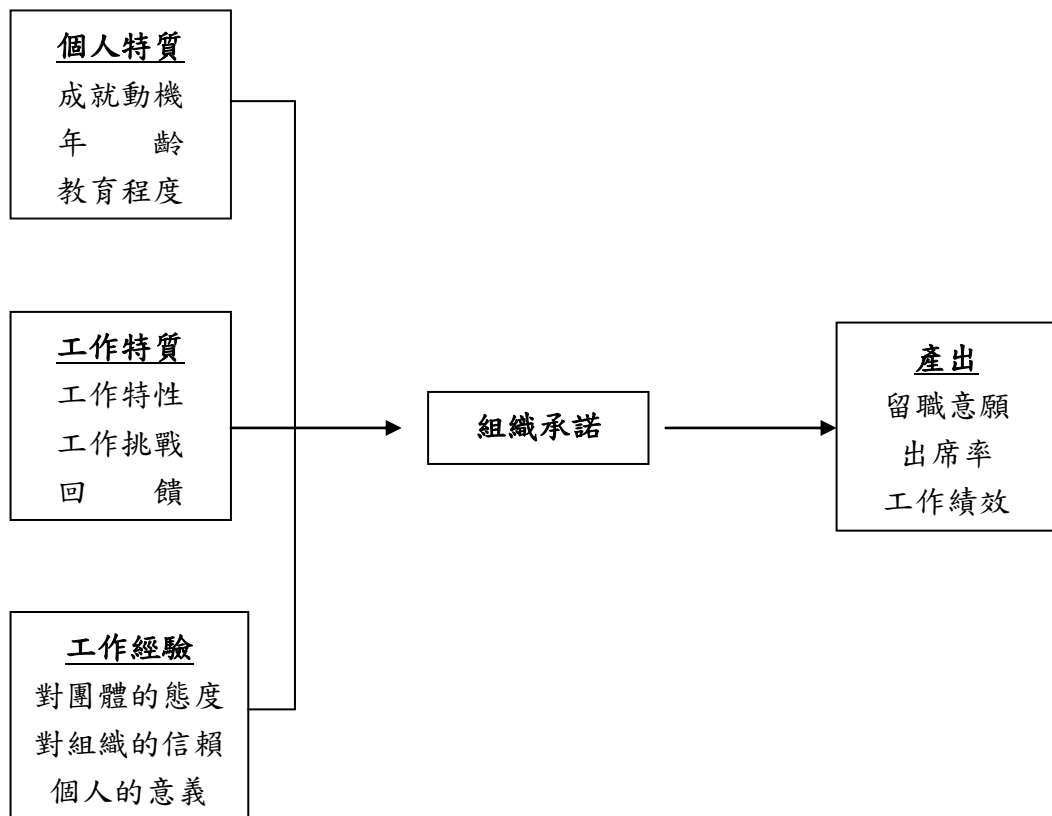 個人特質
成就動機
年 齡
教育程度
工作特質
工作特性
工作挑戰
回 饋
組織承諾
產出
留職意願
出席率
工作績效
工作經驗
對團體的態度
對組織的信賴
個人的意義